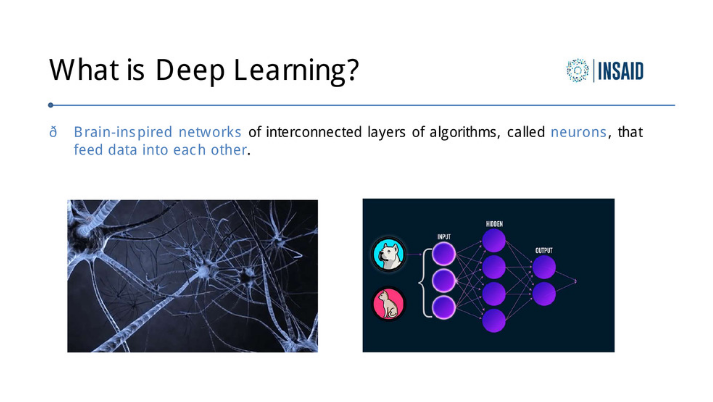 What is Deep Learning?
INSAID
ð Brain-inspired networks of interconnected layers of algorithms, called neurons, that
feed data into each other.
HIDDEN
INPUT
OUTPUT